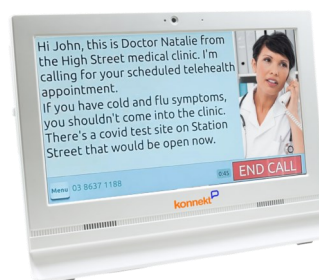 Hi John, this is Doctor Natalie from
the High Street medical clinic. I'm
calling for your scheduled telehealth
appointment.
If you have cold and flu symptoms,
you shouldn't come into the clinic.
There's a covid test site on Station
Street that would be open now.
Menu 03 8637 1188
0:45 END CALL
konnekt